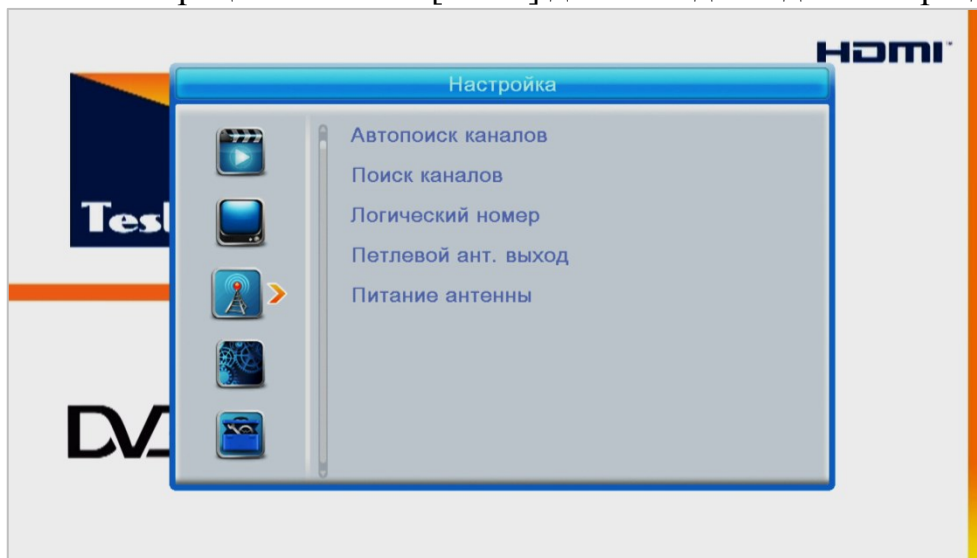 HDMI
Настройка
Автопоиск каналов
Поиск каналов
Логический номер
Петлевой ант. выход
Питание антенны